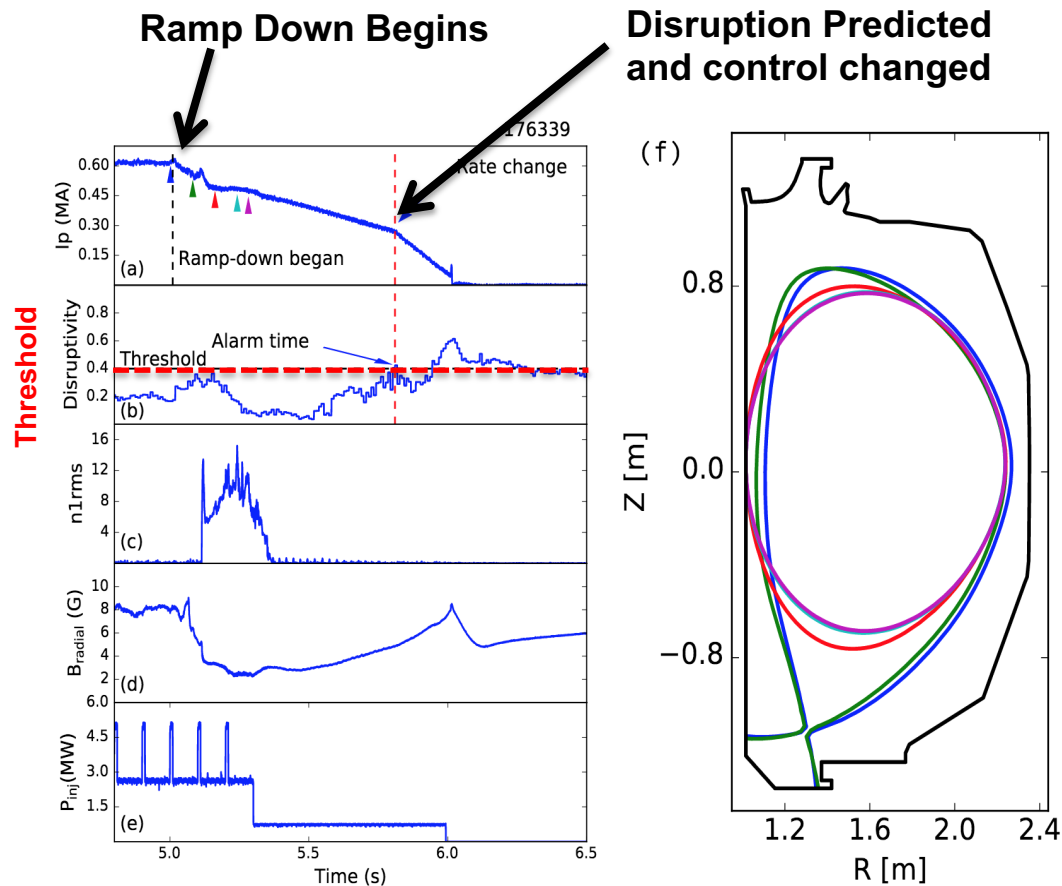 Ramp Down Begins
Disruption Predicted
and control changed
176339
(f)
Ip (MA)
0.60
0.45
0.30
0.15
Rate change
Ramp-down began
(a)
Threshold
Disruptivity
0.8
0.6
0.4
0.2
Alarm time
Threshold
(b)
n1rms
16
12
8
4
(c)
B_radial (G)
10
8
6
4
2
(d)
P_inj(MW)
6.0
4.5
3.0
1.5
(e)
5.0
5.5
6.0
6.5
Time (s)
Z [m]
0.8
0.0
−0.8
1.2
1.6
2.0
2.4
R [m]